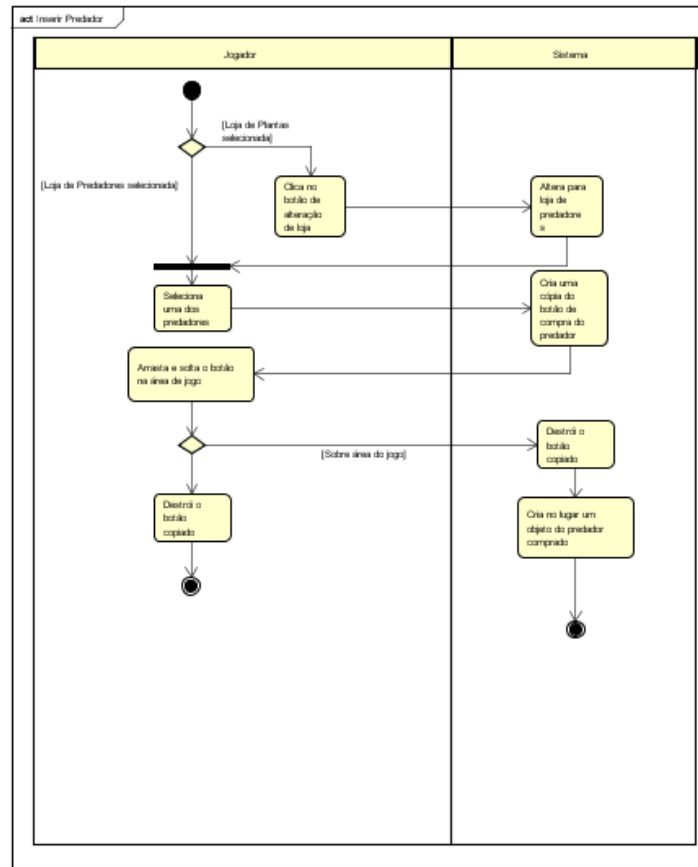 act Inserir Predador
Jogador
Sistema
[Loja de Plantas
selecionada]
[Loja de Predadores selecionada]
Clica no
botão de
alteração
de loja
Altera para
loja de
predadore
s
Seleciona
uma dos
predadores
Cria uma
cópia do
botão de
compra do
predador
Arrasta e solta o botão
na área de jogo
[Sobre área do jogo]
Destrói o
botão
copiado
Destrói o
botão
copiado
Cria no lugar um
objeto do predador
comprado